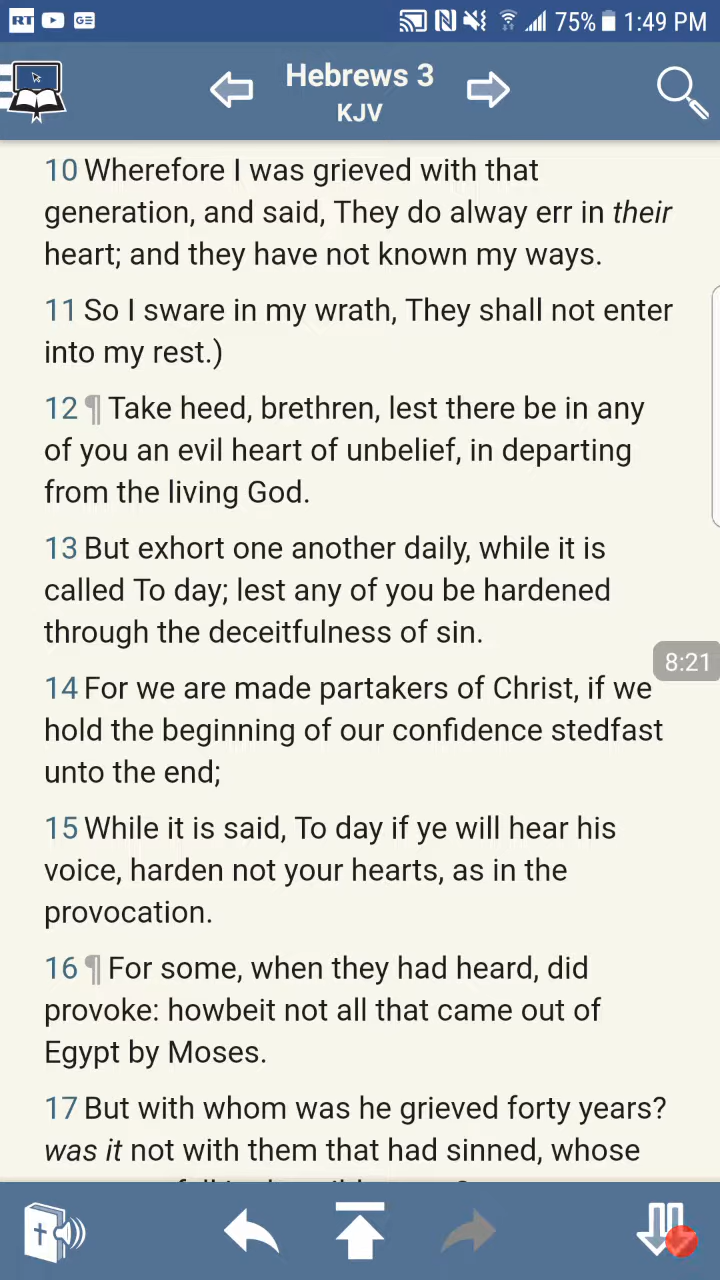 RT GE 75% 1:49 PM
Hebrews 3
KJV
10 Wherefore I was grieved with that
generation, and said, They do alway err in their
heart; and they have not known my ways.
11 So I sware in my wrath, They shall not enter
into my rest.)
12 ¶ Take heed, brethren, lest there be in any
of you an evil heart of unbelief, in departing
from the living God.
13 But exhort one another daily, while it is
called To day; lest any of you be hardened
through the deceitfulness of sin.
8:21
14 For we are made partakers of Christ, if we
hold the beginning of our confidence stedfast
unto the end;
15 While it is said, To day if ye will hear his
voice, harden not your hearts, as in the
provocation.
16 ¶ For some, when they had heard, did
provoke: howbeit not all that came out of
Egypt by Moses.
17 But with whom was he grieved forty years?
was it not with them that had sinned, whose